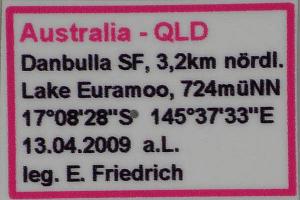 Australia - QLD
Danbulla SF, 3,2km nördl.
Lake Euramoo, 724müNN
17°08'28"S 145°37'33"E
13.04.2009 a.L.
leg. E. Friedrich